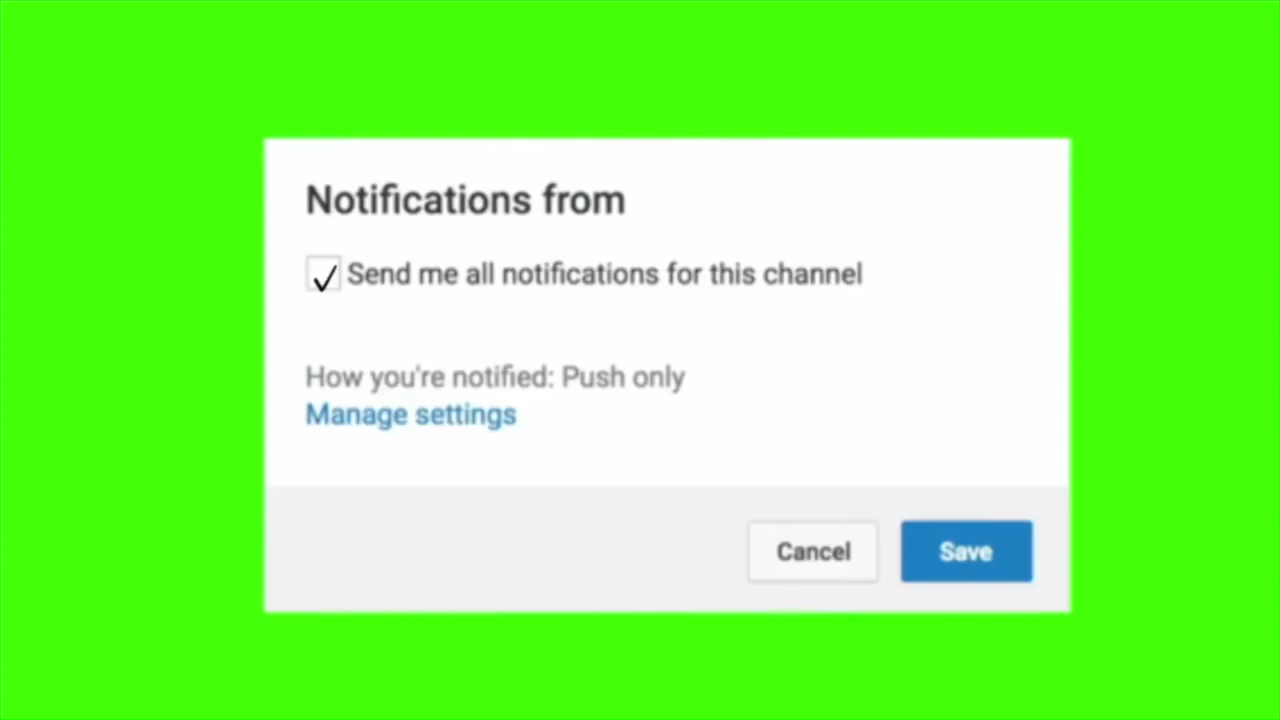 Notifications from
Send me all notifications for this channel
How you're notified: Push only
Manage settings
Cancel Save